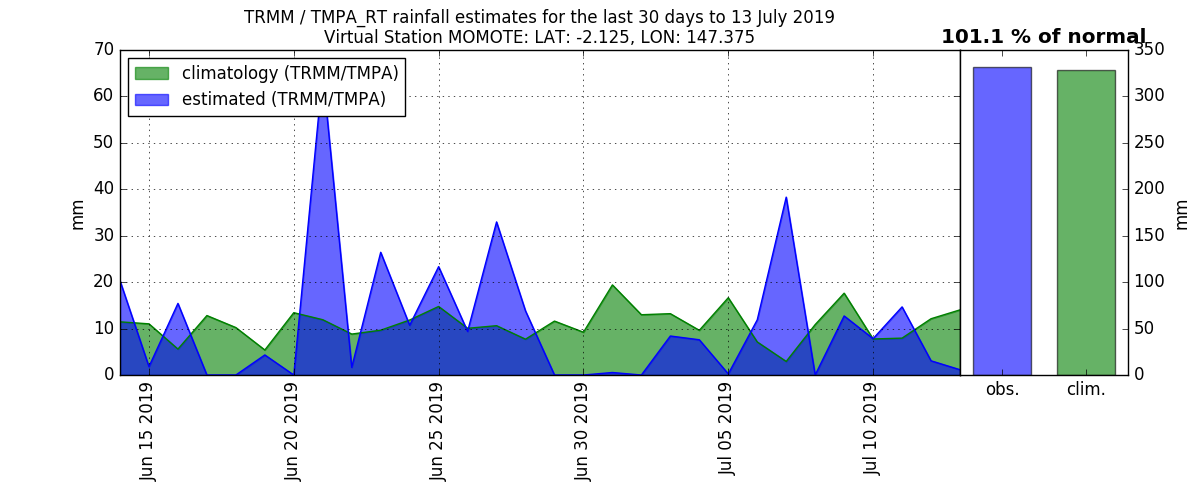 TRMM / TMPA_RT rainfall estimates for the last 30 days to 13 July 2019
Virtual Station MOMOTE: LAT: -2.125, LON: 147.375
101.1 % of normal
climatology (TRMM/TMPA)
estimated (TRMM/TMPA)
70
60
50
40
30
20
10
0
mm
Jun 15 2019
Jun 20 2019
Jun 25 2019
Jun 30 2019
Jul 05 2019
Jul 10 2019
350
300
250
200
150
100
50
0
mm
obs.
clim.